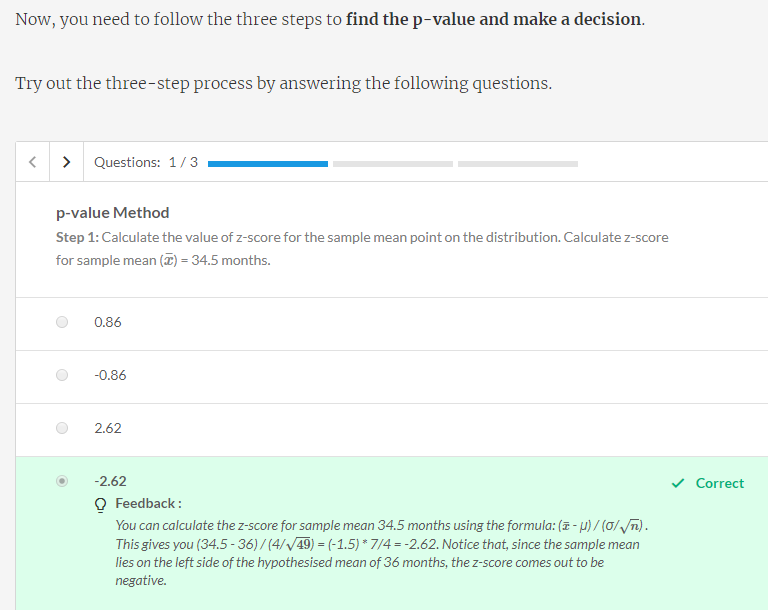 Now, you need to follow the three steps to find the p-value and make a decision.
Try out the three-step process by answering the following questions.
Questions: 1 / 3
p-value Method
Step 1: Calculate the value of z-score for the sample mean point on the distribution. Calculate z-score
for sample mean (x̄) = 34.5 months.
0.86
-0.86
2.62
-2.62
Correct
Feedback :
You can calculate the z-score for sample mean 34.5 months using the formula: (x̄ - μ) / (σ/√n) .
This gives you (34.5 - 36) / (4/√49) = (-1.5) * 7/4 = -2.62. Notice that, since the sample mean
lies on the left side of the hypothesised mean of 36 months, the z-score comes out to be
negative.